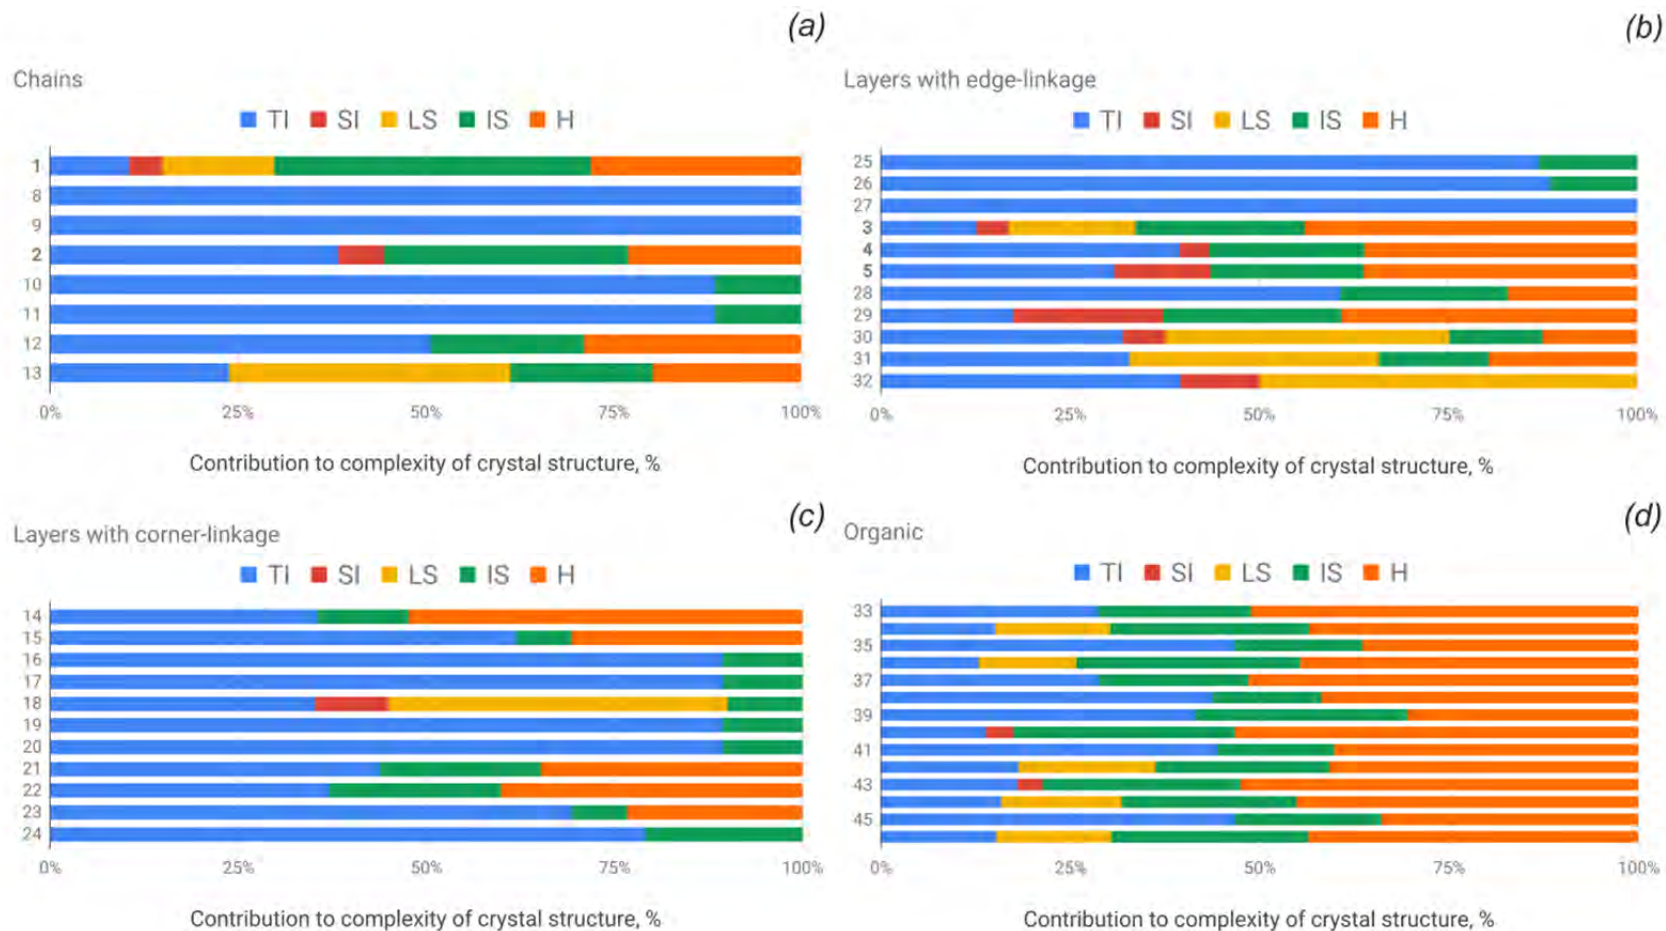 (a)
Chains
TI SI LS IS H
1
8
9
2
10
11
12
13
0% 25% 50% 75% 100%
Contribution to complexity of crystal structure, %
(b)
Layers with edge-linkage
TI SI LS IS H
25
26
27
3
4
5
28
29
30
31
32
0% 25% 50% 75% 100%
Contribution to complexity of crystal structure, %
(c)
Layers with corner-linkage
TI SI LS IS H
14
15
16
17
18
19
20
21
22
23
24
0% 25% 50% 75% 100%
Contribution to complexity of crystal structure, %
(d)
Organic
TI SI LS IS H
33
35
37
39
41
43
45
0% 25% 50% 75% 100%
Contribution to complexity of crystal structure, %